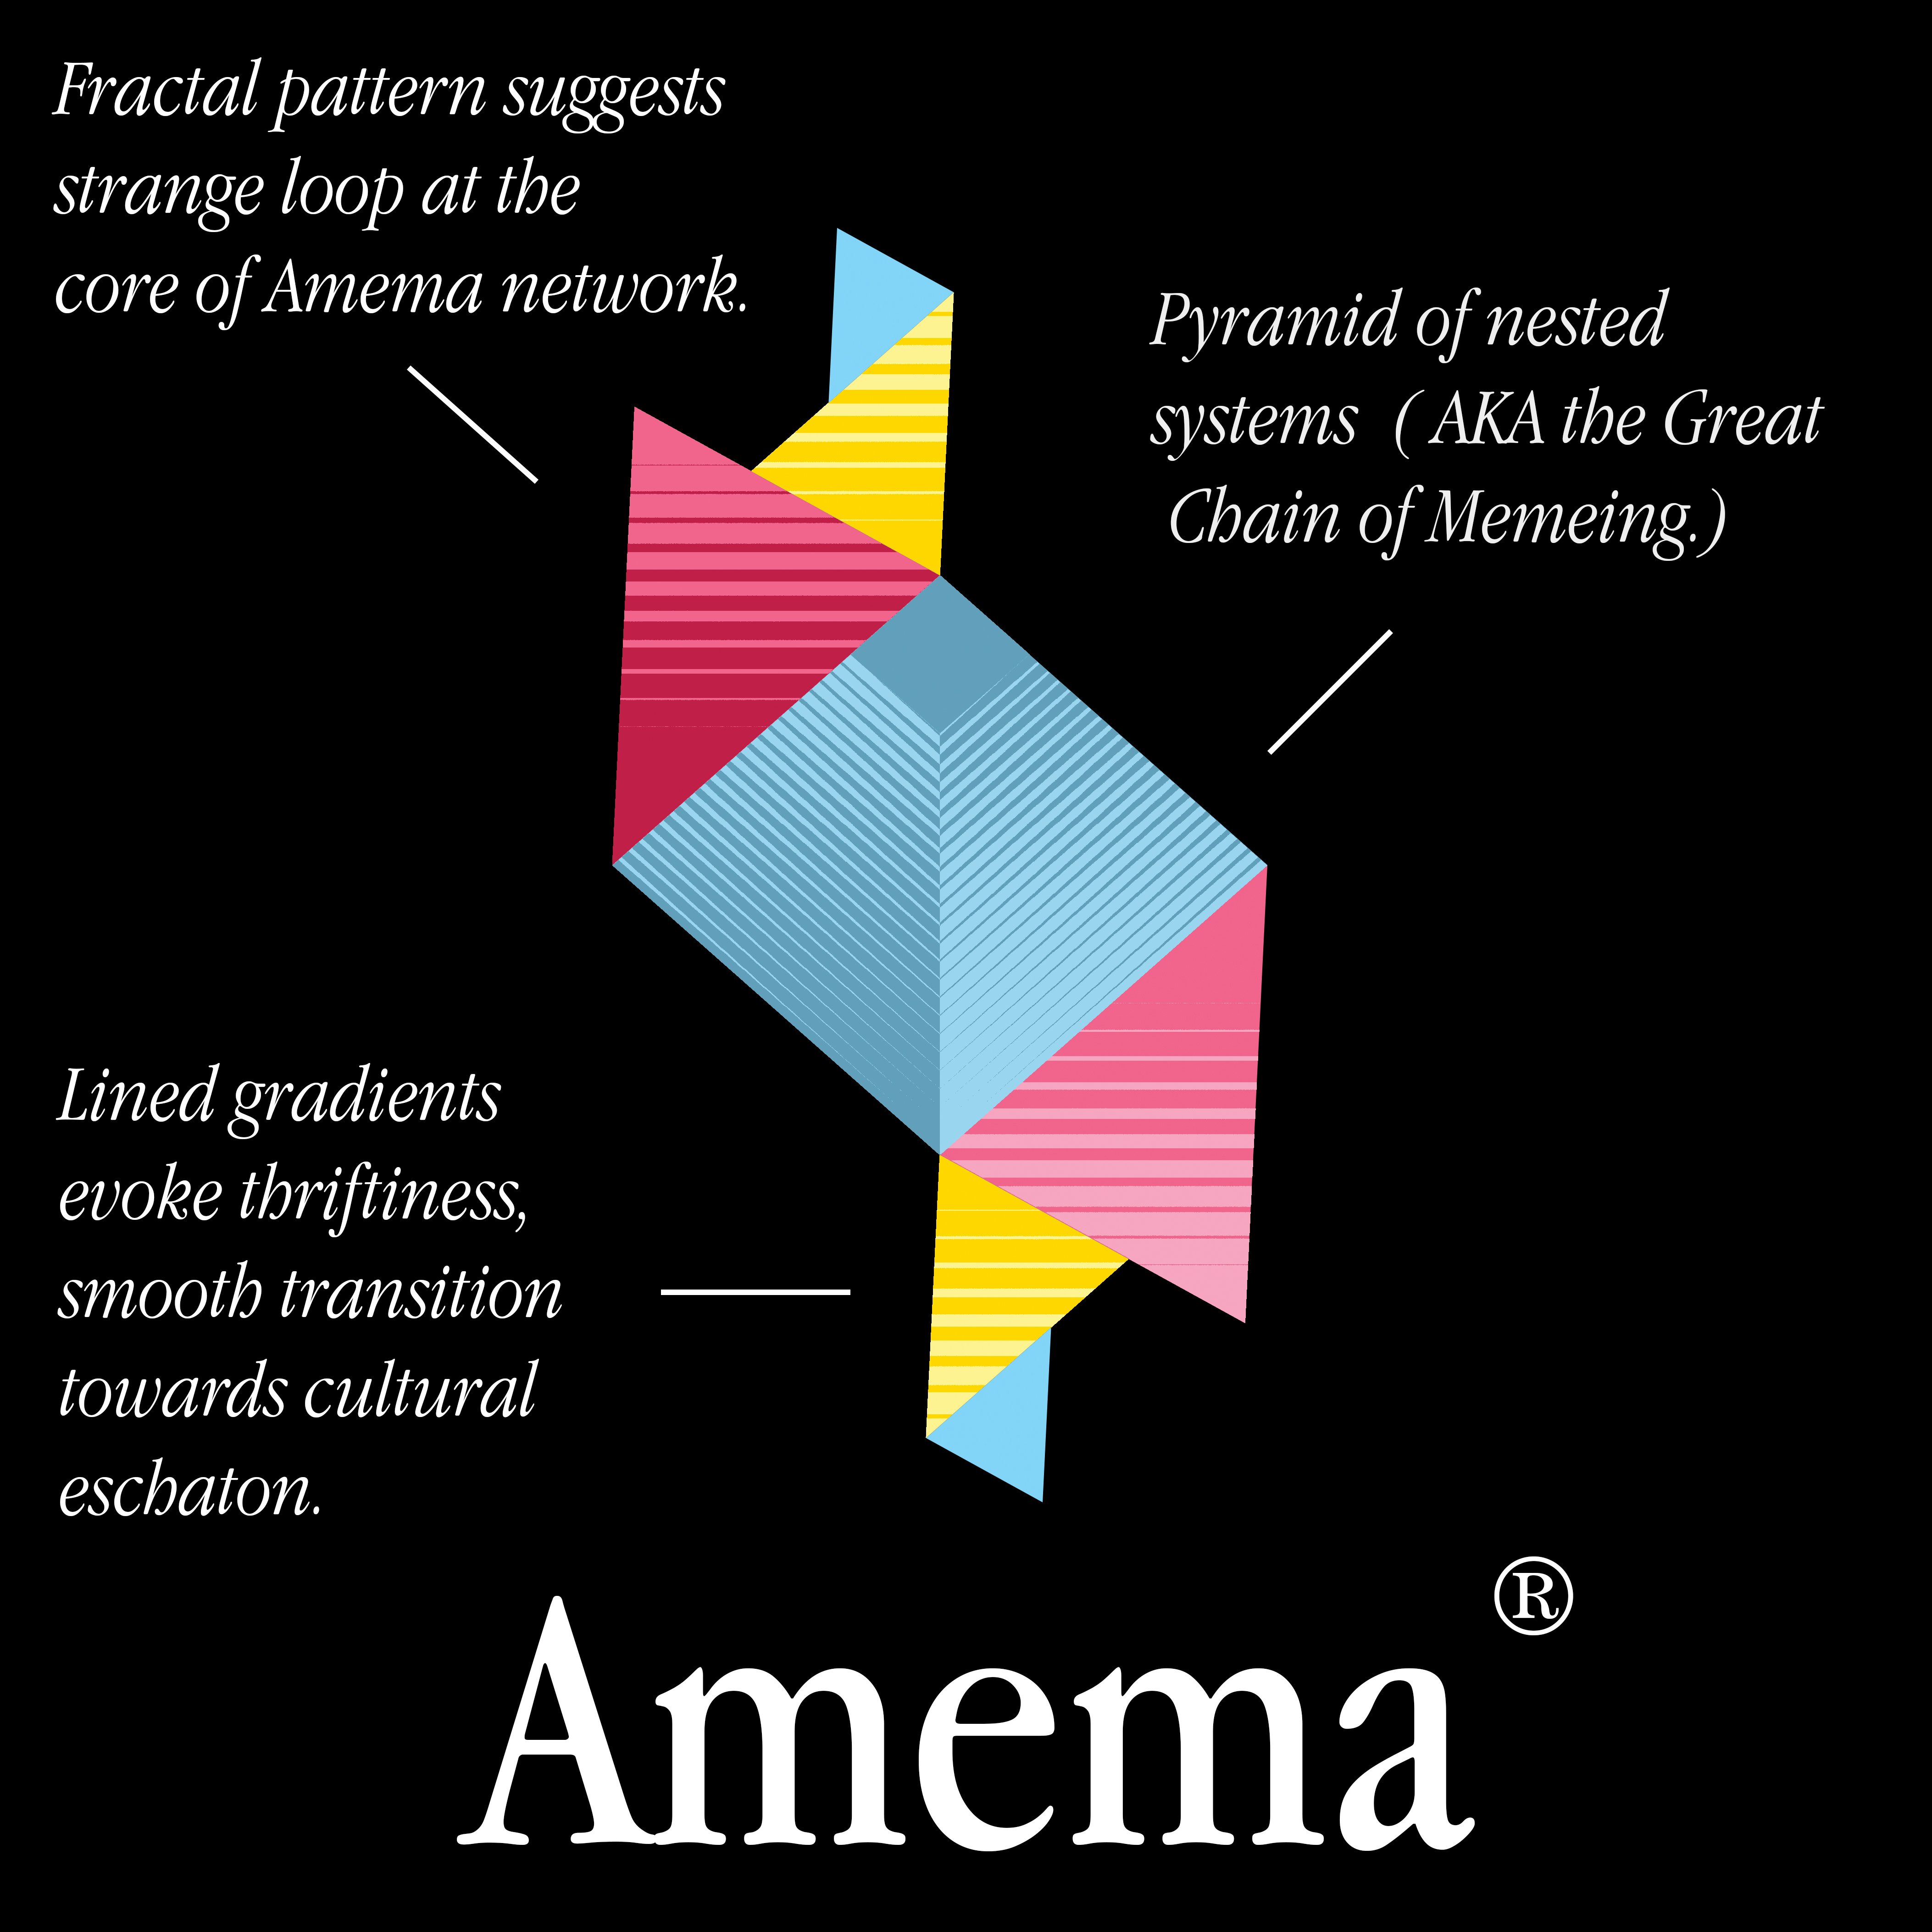 Fractal pattern suggests
strange loop at the
core of Amema network.
Pyramid of nested
systems ( AKA the Great
Chain of Memeing.)
Lined gradients
evoke thriftiness,
smooth transition
towards cultural
eschaton.
Amema®